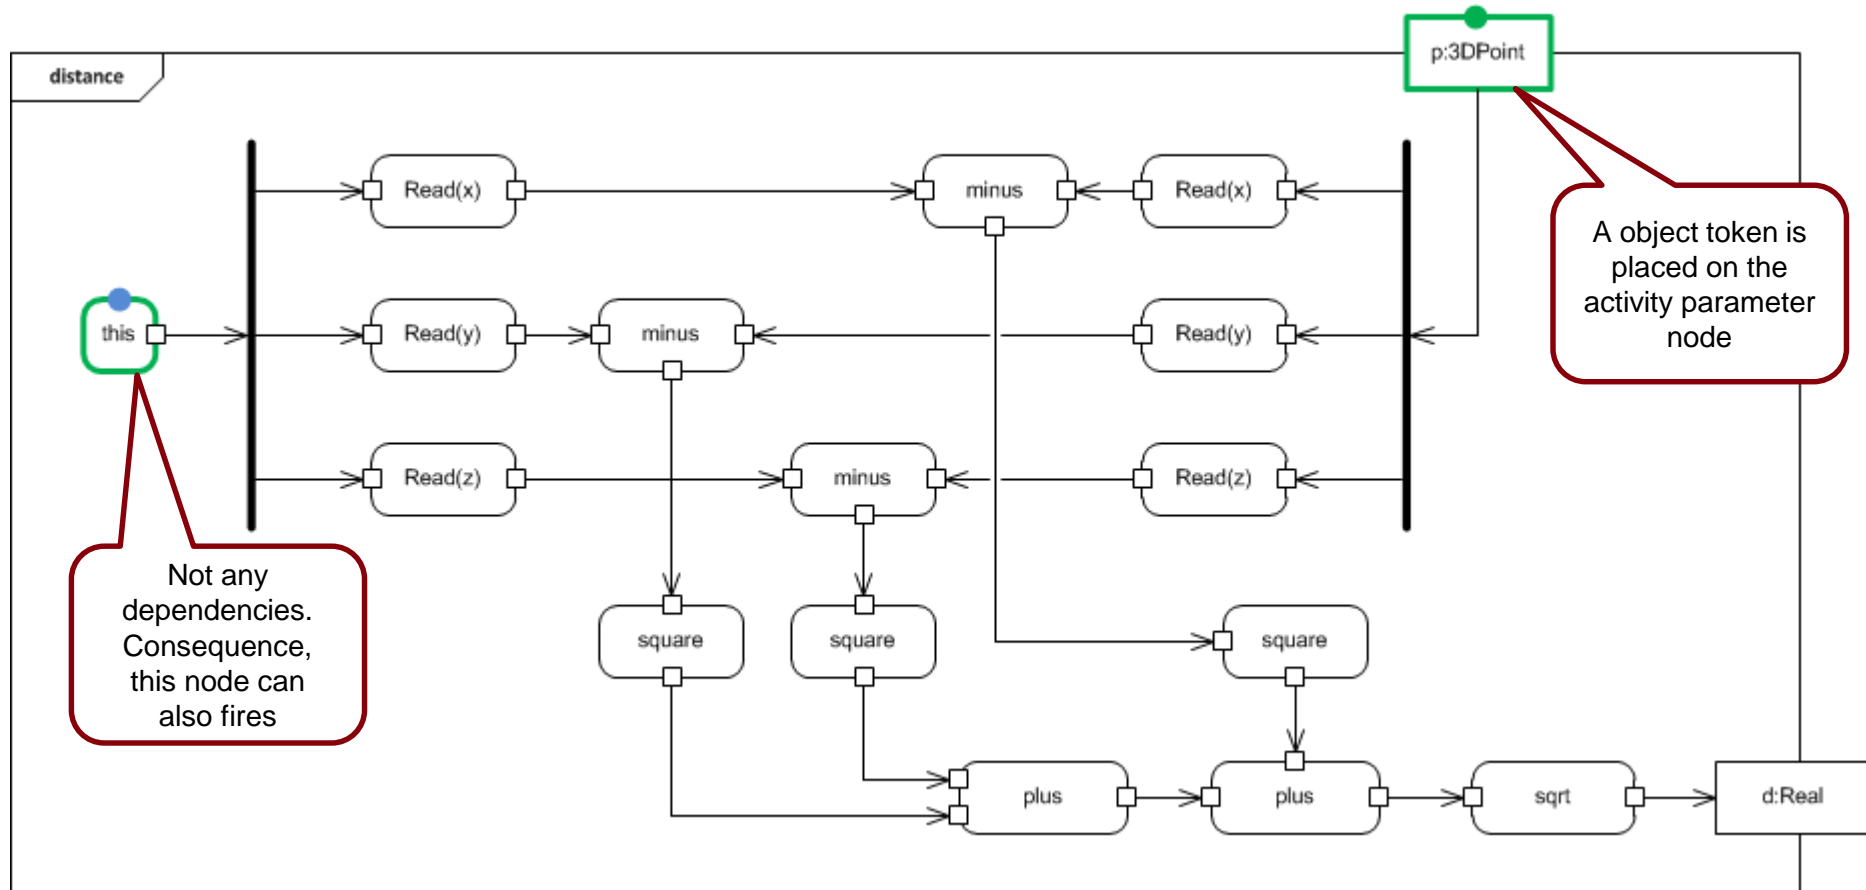 p:3DPoint
distance
Read(x)
minus
Read(x)
A object token is
placed on the
activity parameter
node
this
Read(y)
minus
Read(y)
Read(z)
minus
Read(z)
Not any
dependencies.
Consequence,
this node can
also fires
square
square
square
plus
plus
sqrt
d:Real